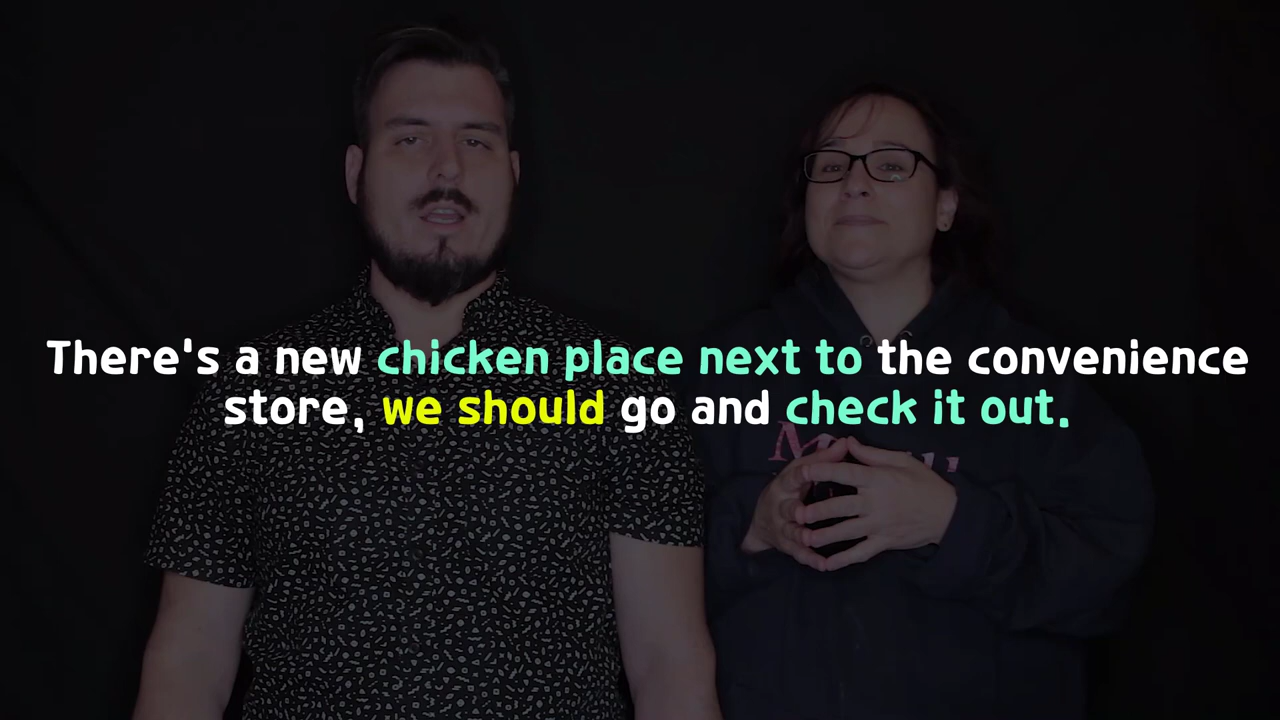 There's a new chicken place next to the convenience
store, we should go and check it out.